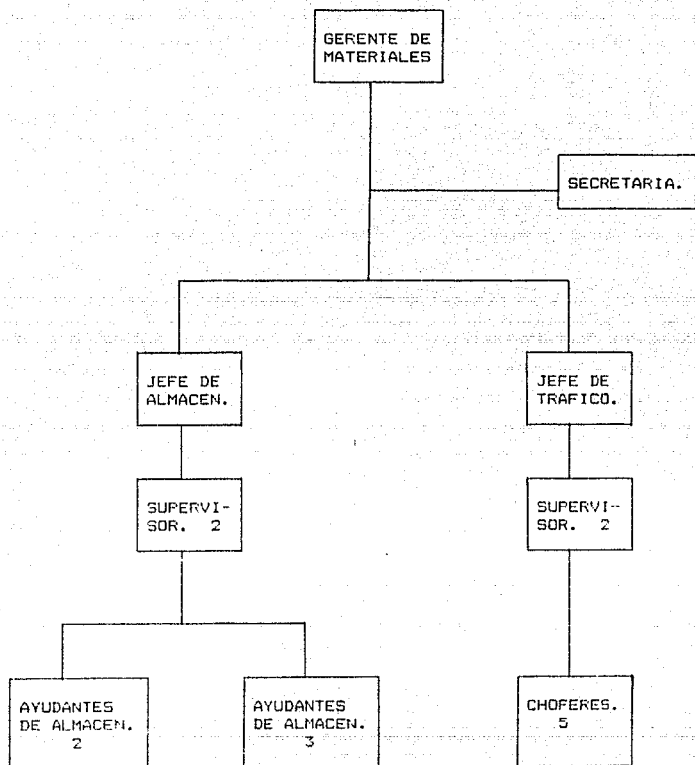 GERENTE DE
MATERIALES
SECRETARIA.
JEFE DE
ALMACEN.
JEFE DE
TRAFICO.
SUPERVI-
SOR. 2
SUPERVI-
SOR. 2
AYUDANTES
DE ALMACEN.
2
AYUDANTES
DE ALMACEN.
3
CHOFERES.
5